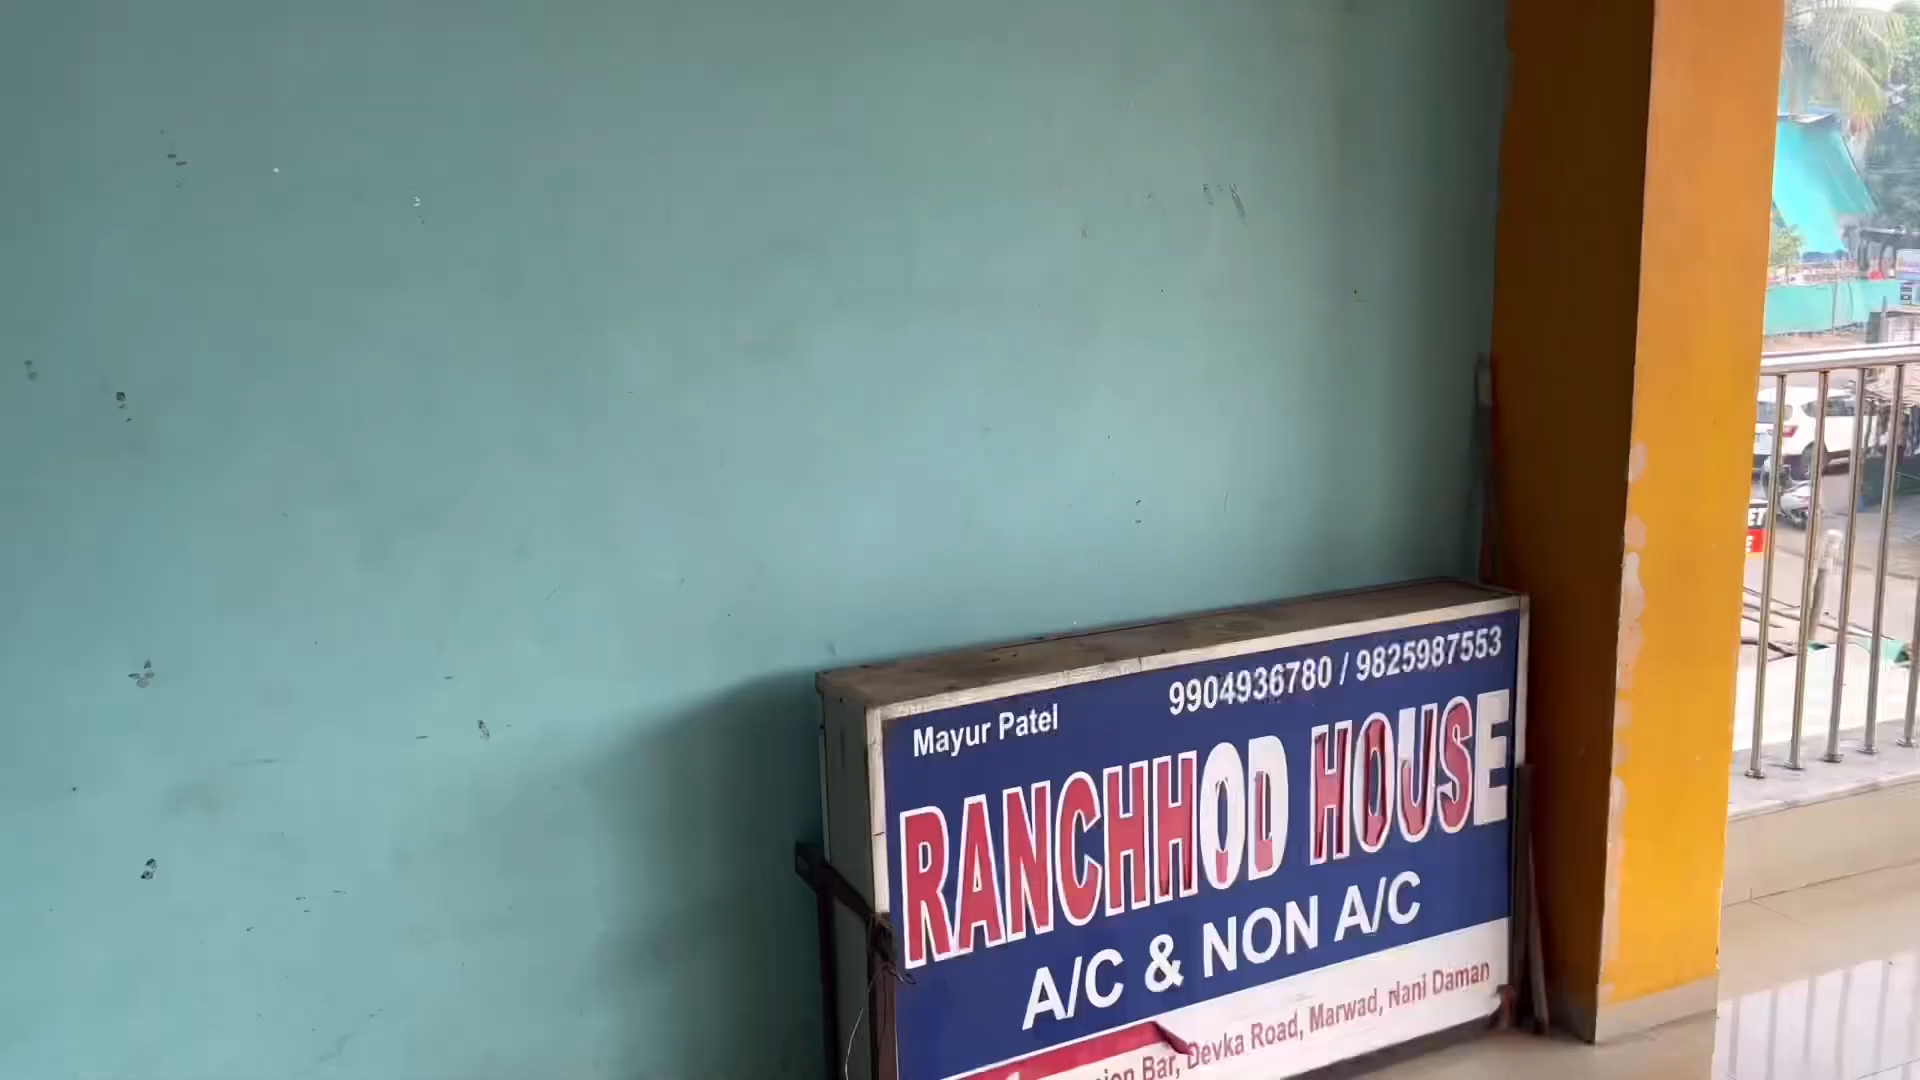 Mayur Patel
9904936780 / 9825987553
RANCHHOD HOUSE
A/C & NON A/C
Bar, Devka Road, Marwad, Nani Daman